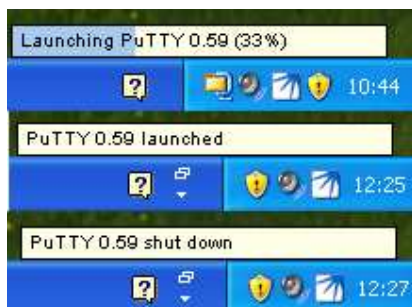 Launching PuTTY 0.59 (33%)
10:44
PuTTY 0.59 launched
12:25
PuTTY 0.59 shut down
12:27